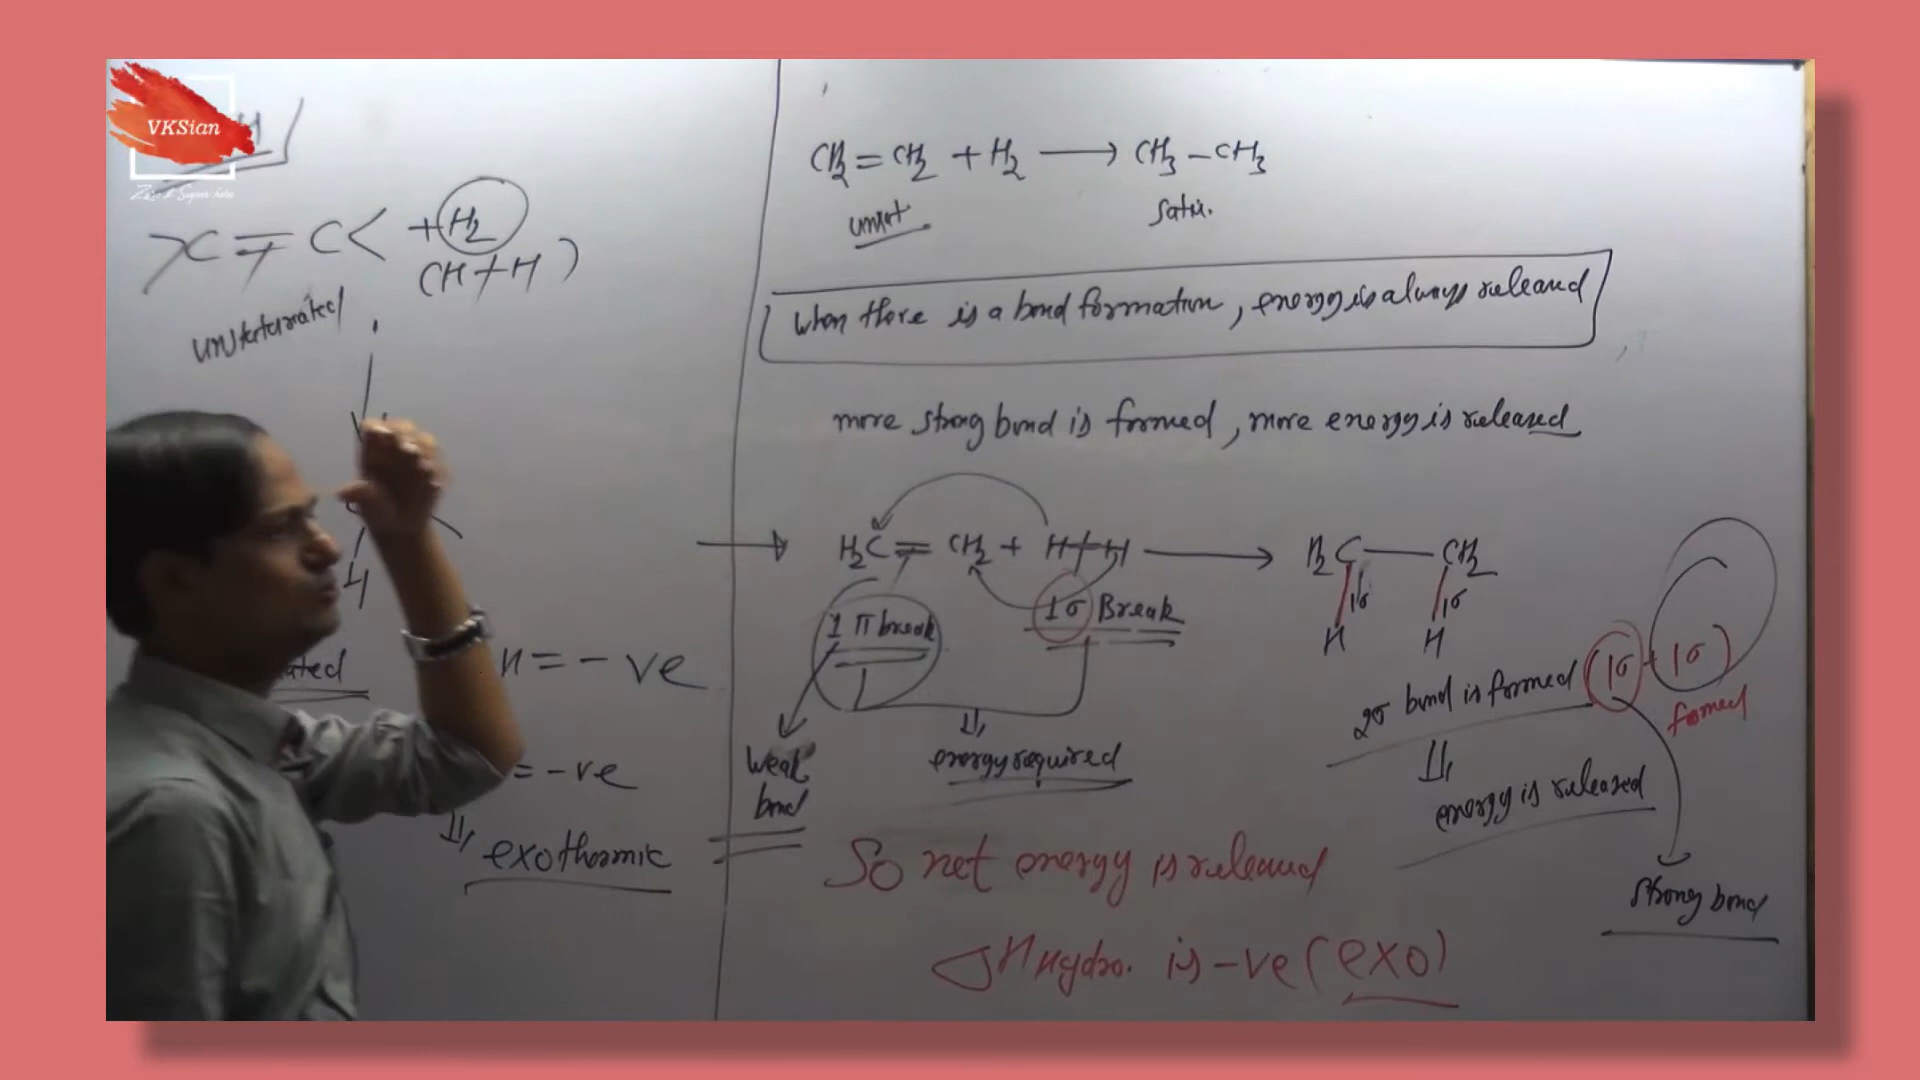 VKSian
C = C < + H2
(H + H)
CH2 = CH2 + H2 ⟶ CH3 – CH3
unsat
Satu.
when there is a bond formation, energy is always released
more strong bond is formed, more energy is released
H2C = CH2 + H–H ⟶ H2C — CH2
1σ 1σ
H H
1 π break
1σ Break
2σ bond is formed (1σ + 1σ)
formed
H = – ve
= –ve
⇓ exothermic
weak
bond
⇓
energy required
⇓
energy is released
strong bond
So net energy is released
ΔH Hydro. is –ve (exo)